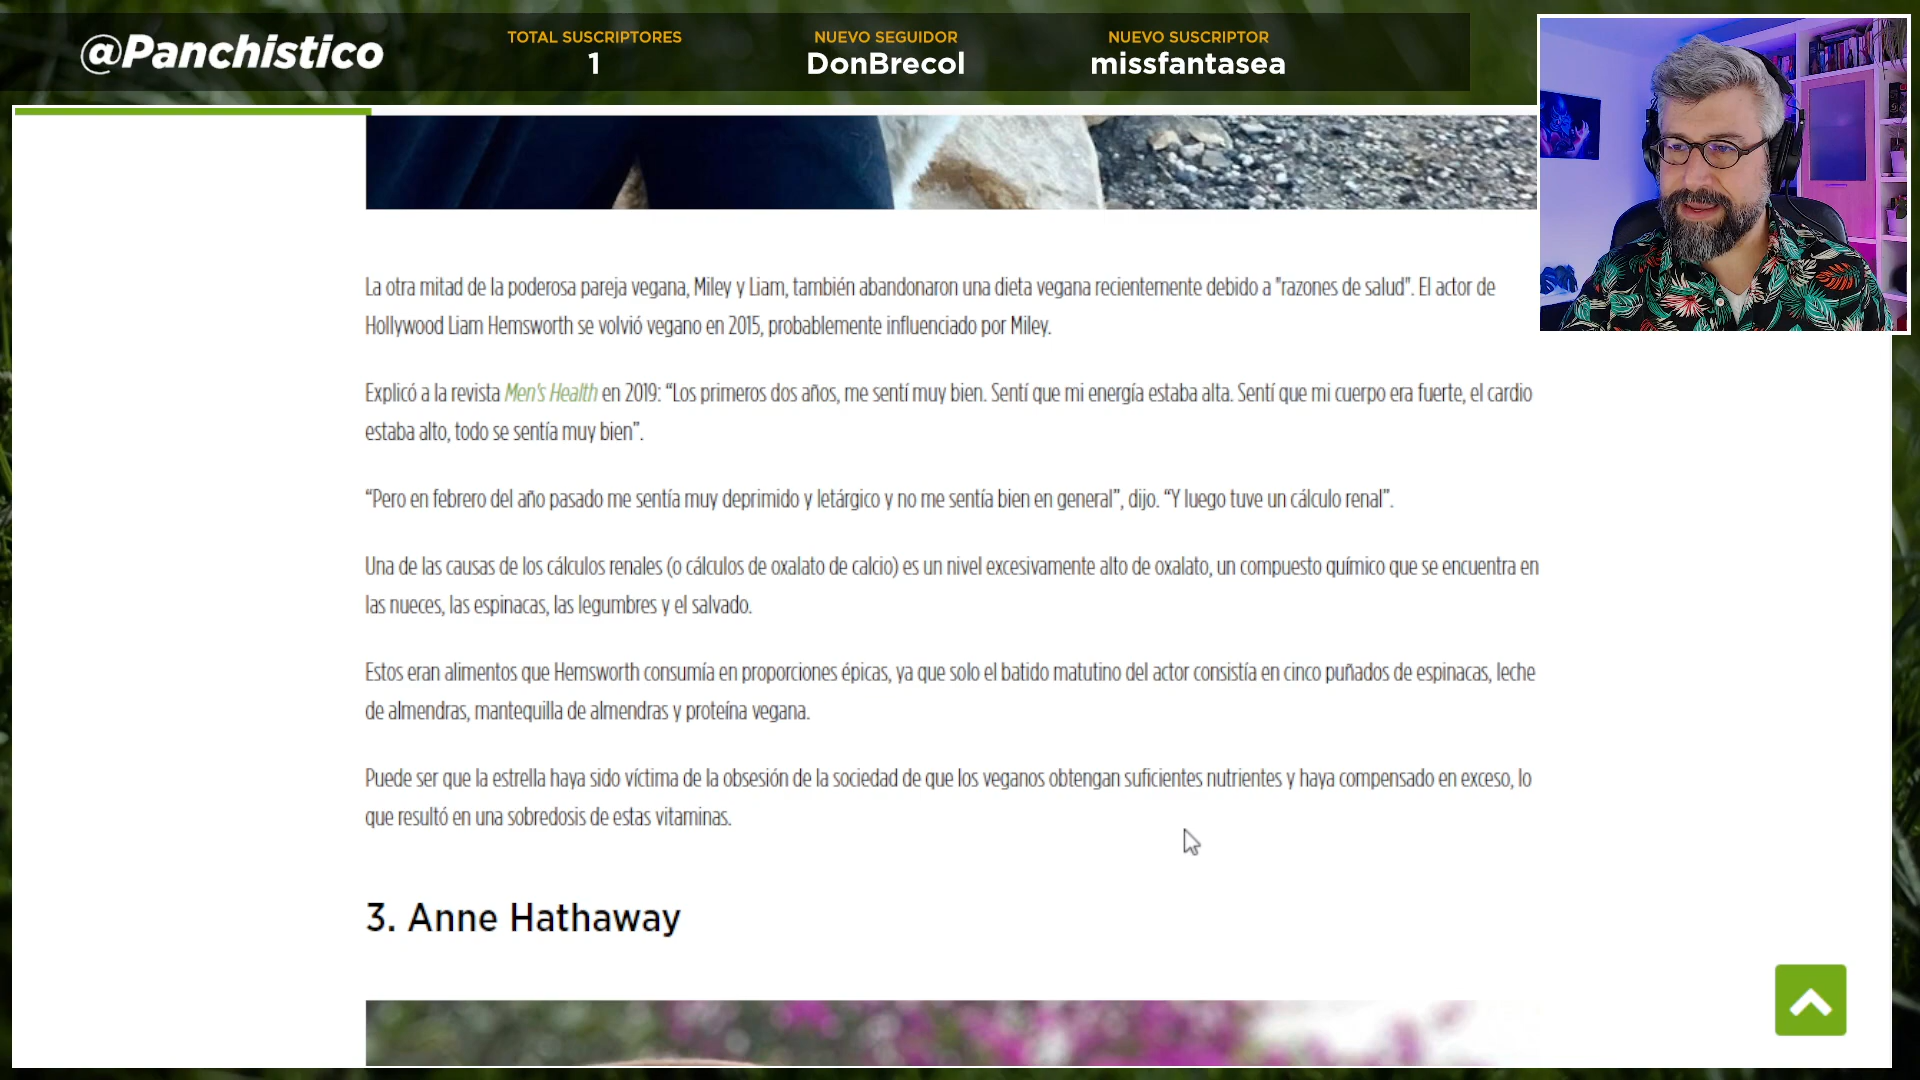 @Panchistico
TOTAL SUSCRIPTORES
1
NUEVO SEGUIDOR
DonBrecol
NUEVO SUSCRIPTOR
missfantasea
La otra mitad de la poderosa pareja vegana, Miley y Liam, también abandonaron una dieta vegana recientemente debido a "razones de salud". El actor de
Hollywood Liam Hemsworth se volvió vegano en 2015, probablemente influenciado por Miley.
Explicó a la revista Men's Health en 2019: “Los primeros dos años, me sentí muy bien. Sentí que mi energía estaba alta. Sentí que mi cuerpo era fuerte, el cardio
estaba alto, todo se sentía muy bien”.
“Pero en febrero del año pasado me sentía muy deprimido y letárgico y no me sentía bien en general”, dijo. “Y luego tuve un cálculo renal”.
Una de las causas de los cálculos renales (o cálculos de oxalato de calcio) es un nivel excesivamente alto de oxalato, un compuesto químico que se encuentra en
las nueces, las espinacas, las legumbres y el salvado.
Estos eran alimentos que Hemsworth consumía en proporciones épicas, ya que solo el batido matutino del actor consistía en cinco puñados de espinacas, leche
de almendras, mantequilla de almendras y proteína vegana.
Puede ser que la estrella haya sido víctima de la obsesión de la sociedad de que los veganos obtengan suficientes nutrientes y haya compensado en exceso, lo
que resultó en una sobredosis de estas vitaminas.
3. Anne Hathaway